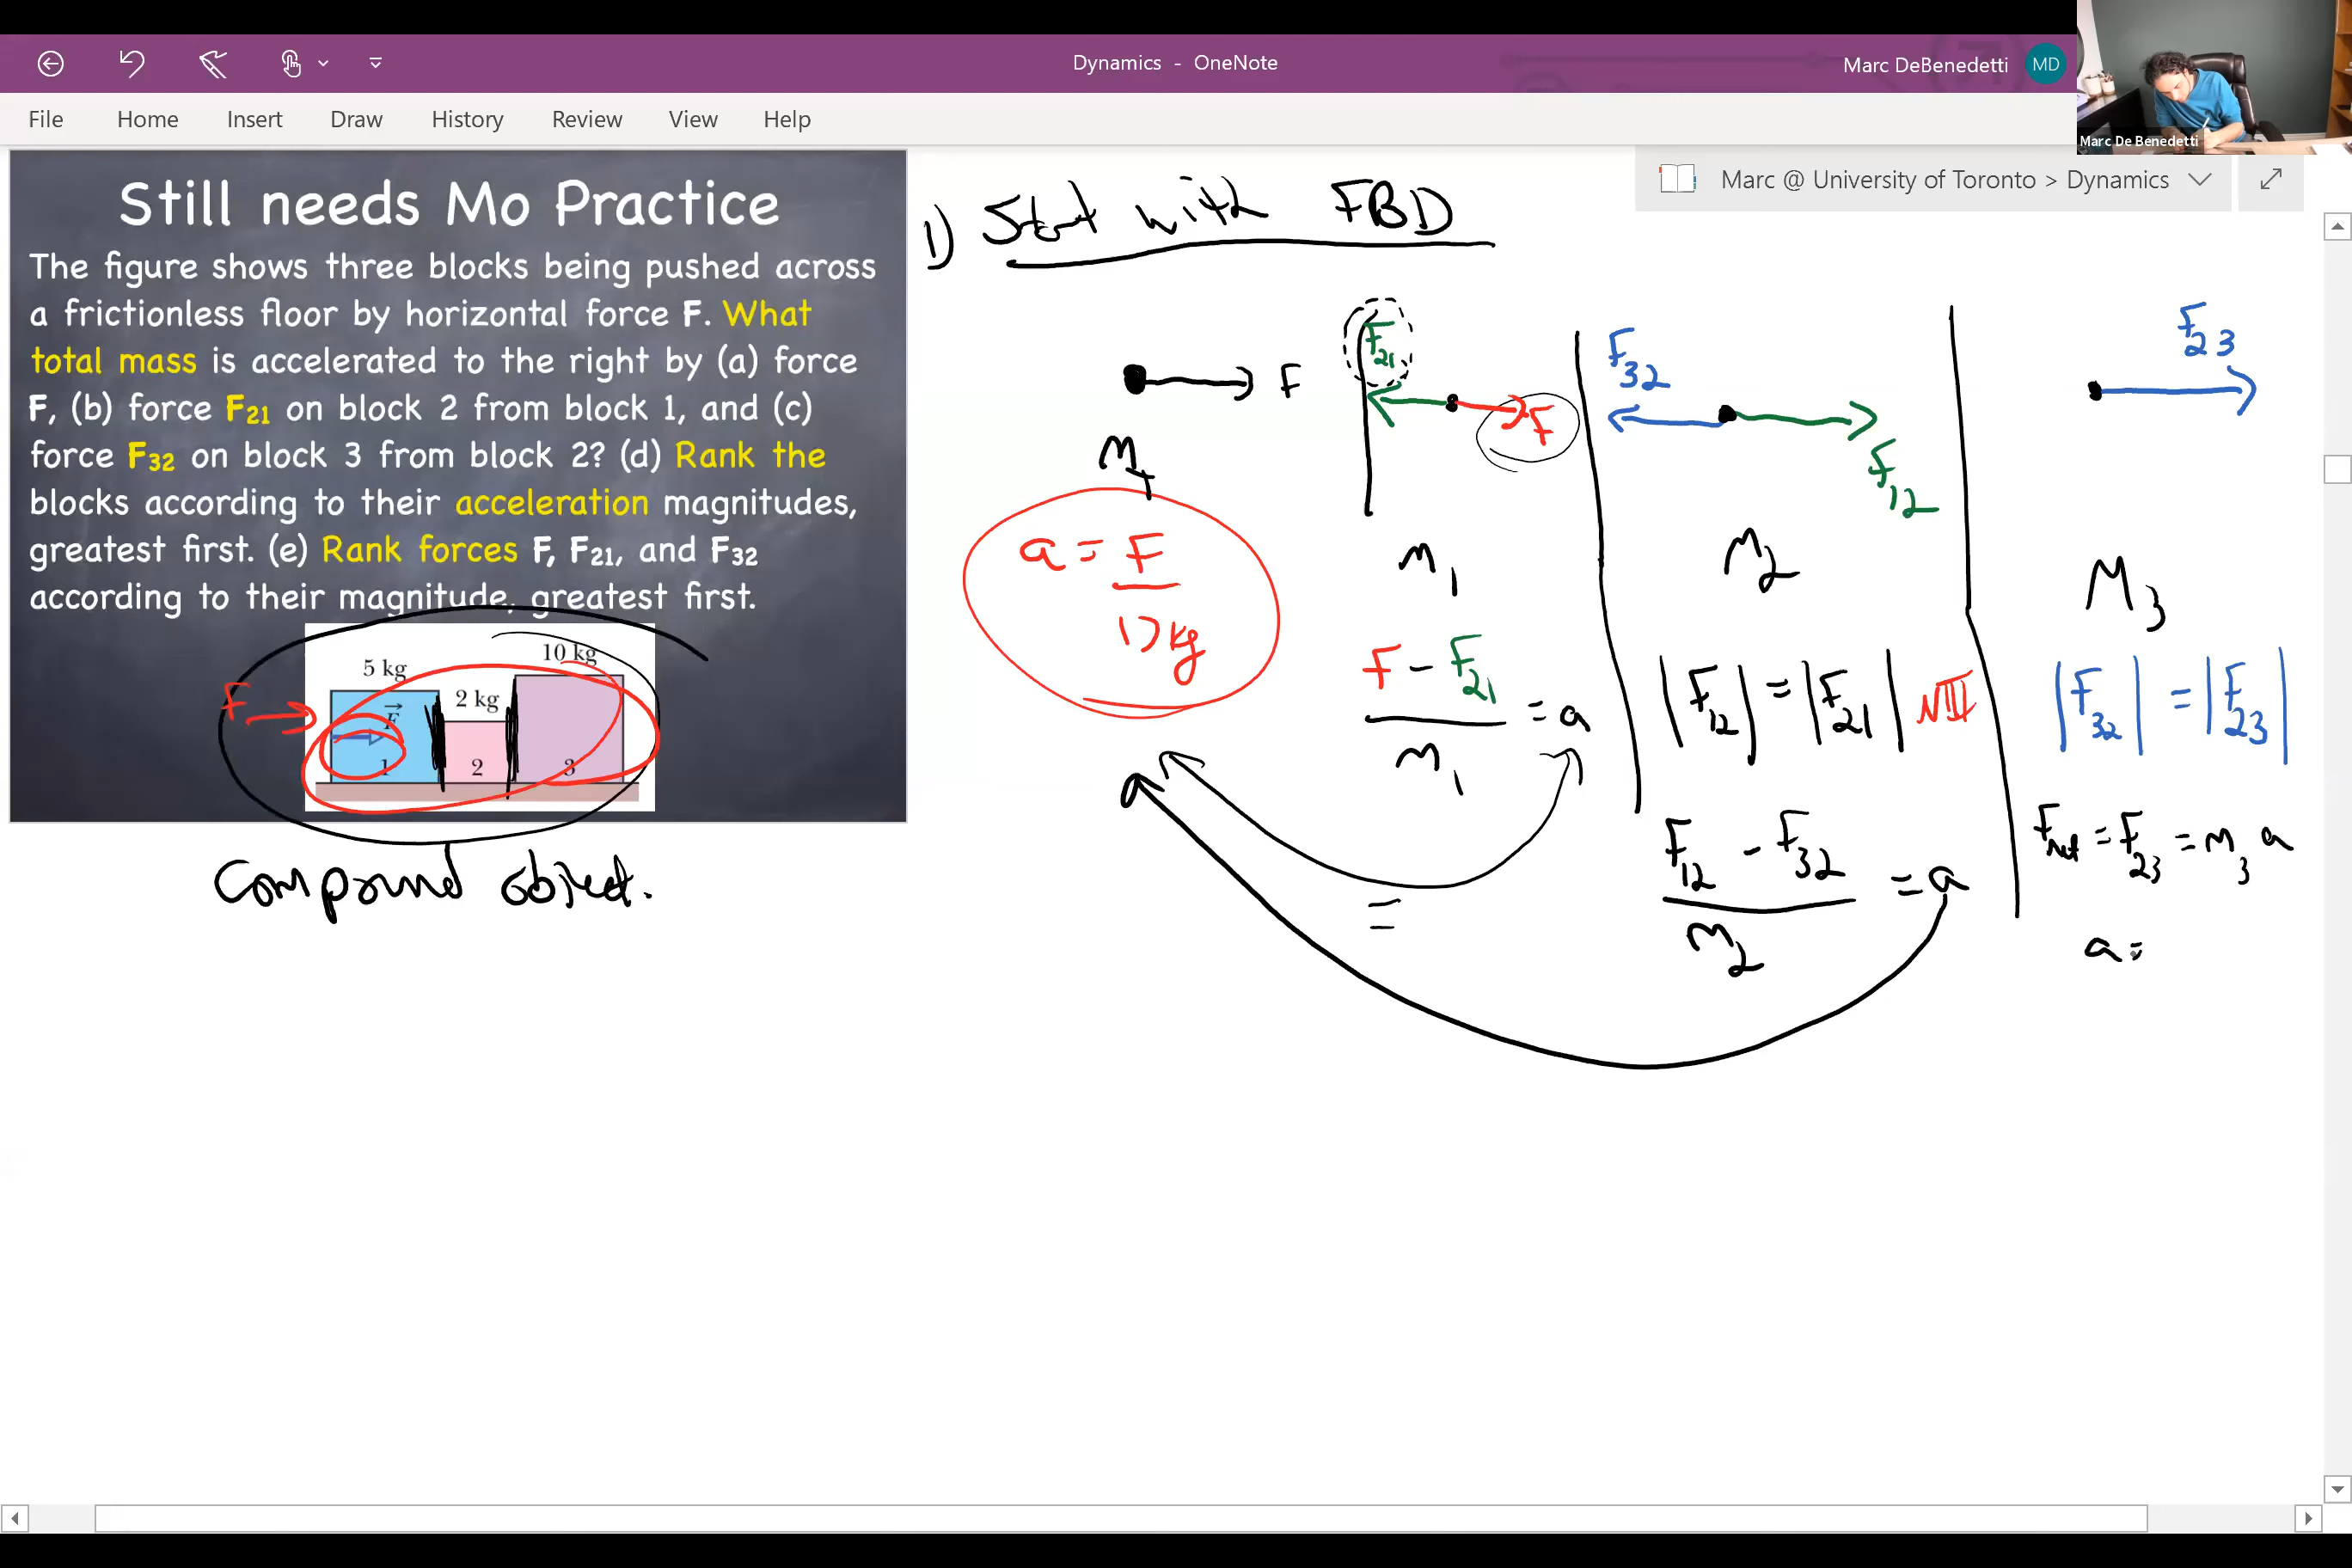 Dynamics - OneNote
Marc DeBenedetti MD
Marc De Benedetti
File Home Insert Draw History Review View Help
Marc @ University of Toronto > Dynamics
Still needs Mo Practice
The figure shows three blocks being pushed across
a frictionless floor by horizontal force F. What
total mass is accelerated to the right by (a) force
F, (b) force F21 on block 2 from block 1, and (c)
force F32 on block 3 from block 2? (d) Rank the
blocks according to their acceleration magnitudes,
greatest first. (e) Rank forces F, F21, and F32
according to their magnitude, greatest first.
5 kg
2 kg
10 kg
F
F
1 2 3
Compound object.
1) Start with FBD
F
MT
a = F
17 kg
F21
F
m1
F - F21
= a
m1
a
=
F32
F12
M2
|F12| = |F21| NIII
F12 - F32
= a
M2
F23
M3
|F32| = |F23|
Fnet = F23 = m3 a
a =